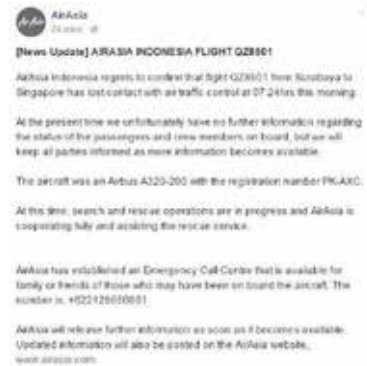 AirAsia
24 mins
[News Update] AIRASIA INDONESIA FLIGHT QZ8501
AirAsia Indonesia regrets to confirm that flight QZ8501 from Surabaya to
Singapore has lost contact with air traffic control at 07:24hrs this morning.
At the present time we unfortunately have no further information regarding
the status of the passengers and crew members on board, but we will
keep all parties informed as more information becomes available.
The aircraft was an Airbus A320-200 with the registration number PK-AXC.
At this time, search and rescue operations are in progress and AirAsia is
cooperating fully and assisting the rescue service.
AirAsia has established an Emergency Call Centre that is available for
family or friends of those who may have been on board the aircraft. The
number is:
AirAsia will release further information as soon as it becomes available.
Updated information will also be posted on the AirAsia website,
www.airasia.com